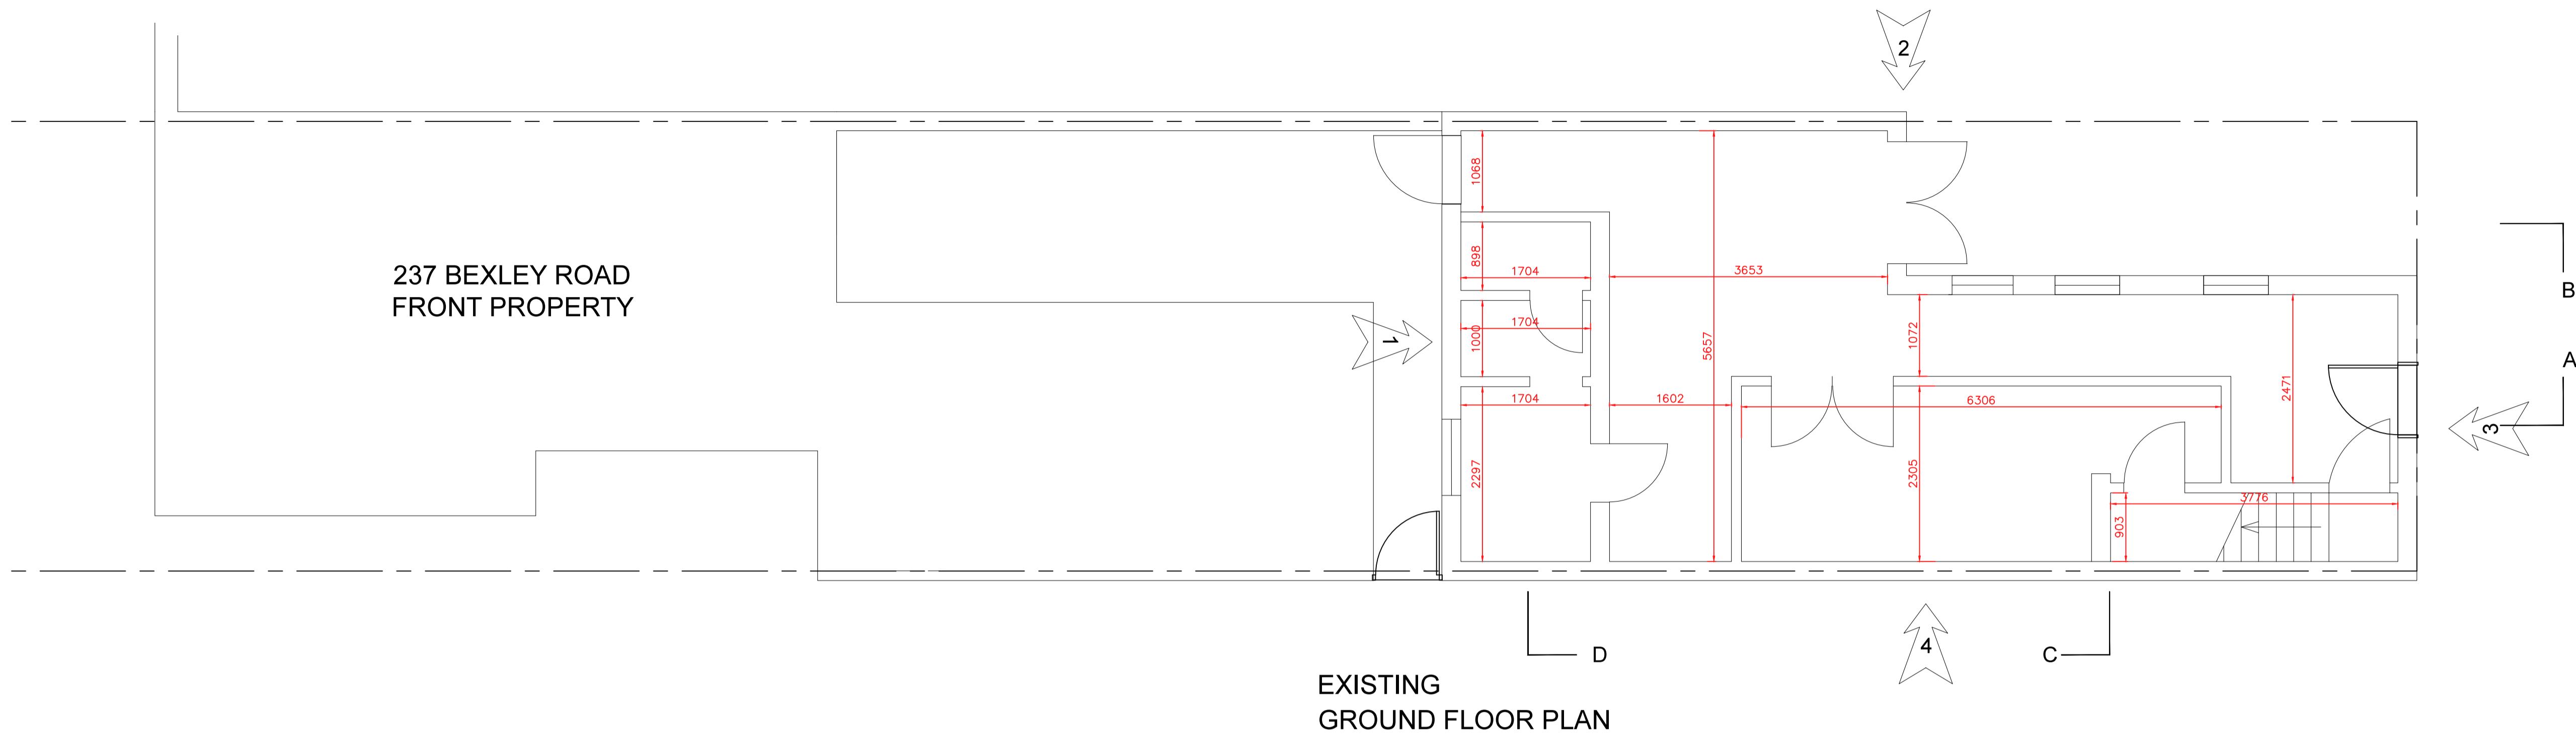 2
1068
237 BEXLEY ROAD
FRONT PROPERTY
898
1704
3653
B
1
1000
1704
5657
1072
A
2471
1704
1602
6306
3
2297
2305
3776
903
D
4
C
EXISTING
GROUND FLOOR PLAN